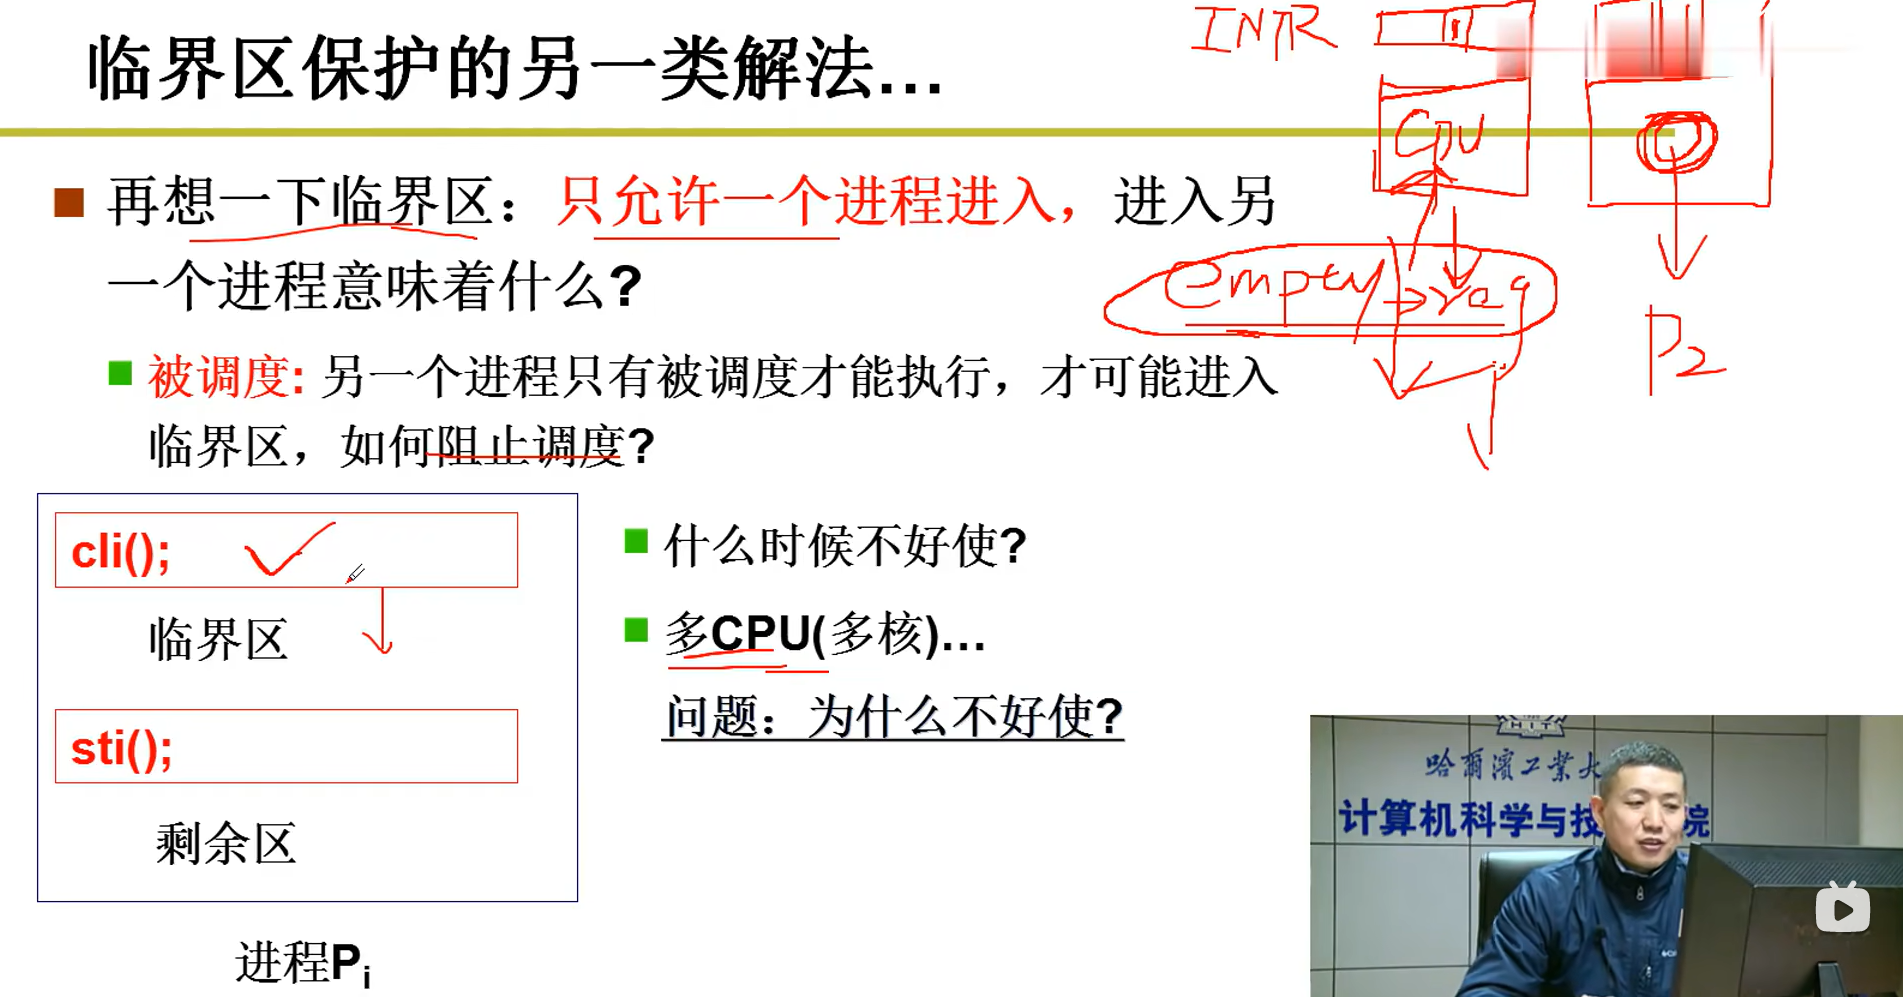 临界区保护的另一类解法...
INTR
CPU
再想一下临界区：只允许一个进程进入，进入另
一个进程意味着什么?
empty
P2
被调度: 另一个进程只有被调度才能执行，才可能进入
临界区，如何阻止调度?
cli();
临界区
sti();
剩余区
进程Pi
什么时候不好使?
多CPU(多核)...
问题：为什么不好使?
HIT
哈尔滨工业大
计算机科学与技
院